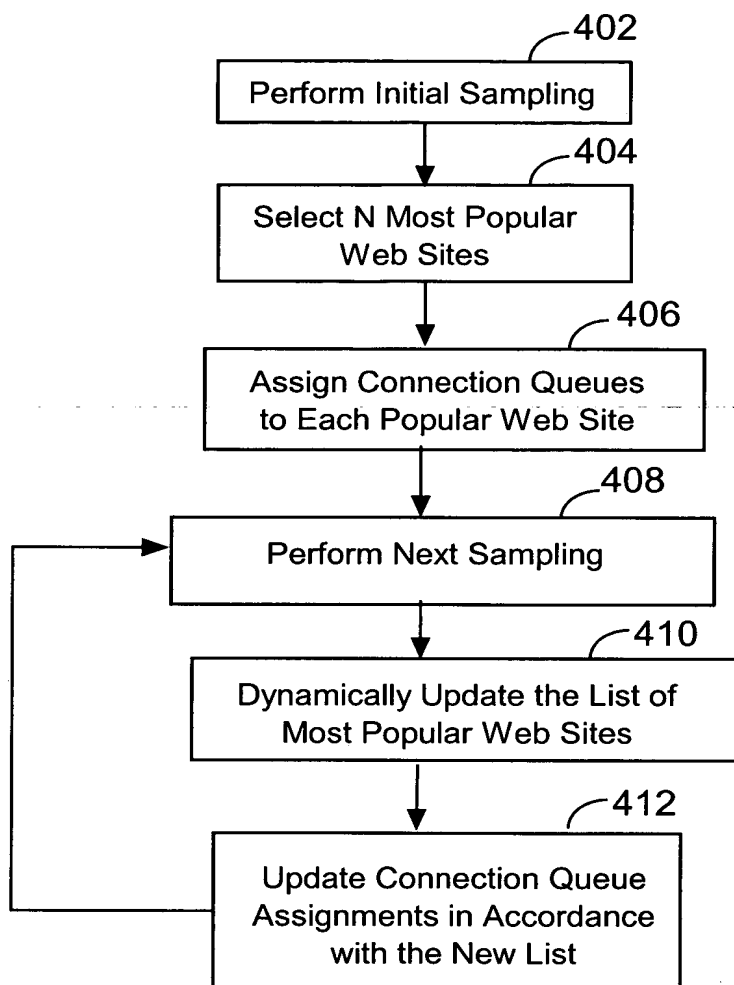 402
Perform Initial Sampling
404
Select N Most Popular
Web Sites
406
Assign Connection Queues
to Each Popular Web Site
408
Perform Next Sampling
410
Dynamically Update the List of
Most Popular Web Sites
412
Update Connection Queue
Assignments in Accordance
with the New List